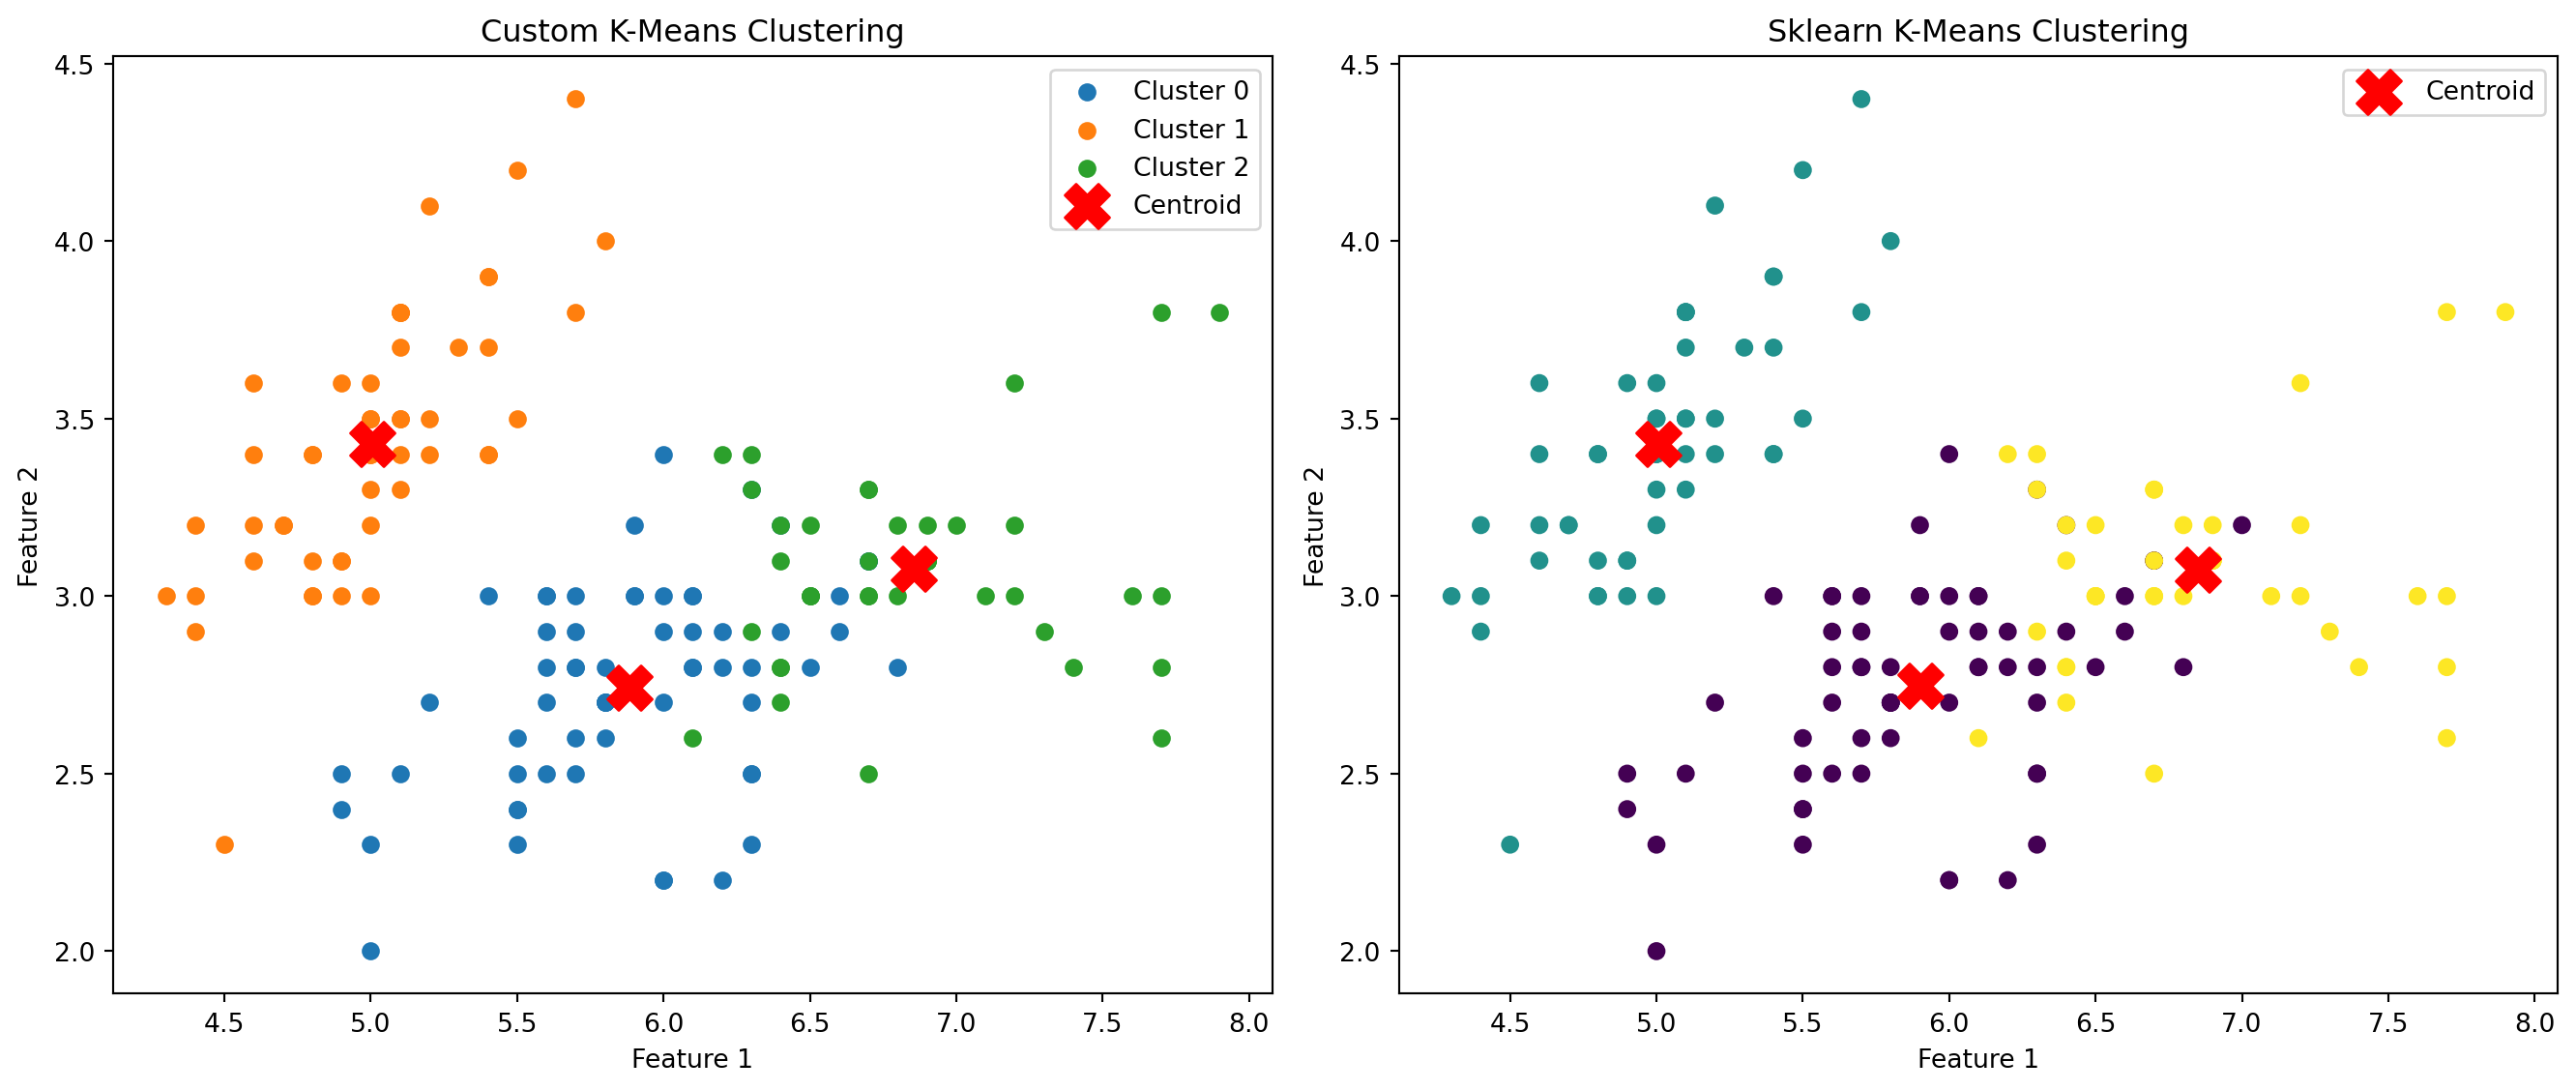 Custom K-Means Clustering
4.5
4.0
3.5
3.0
2.5
2.0
Feature 2
4.5 5.0 5.5 6.0 6.5 7.0 7.5 8.0
Feature 1
Cluster 0
Cluster 1
Cluster 2
Centroid
Sklearn K-Means Clustering
4.5
4.0
3.5
3.0
2.5
2.0
Feature 2
4.5 5.0 5.5 6.0 6.5 7.0 7.5 8.0
Feature 1
Centroid